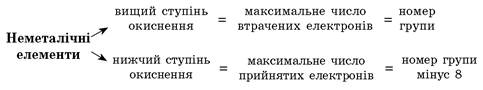 Неметалічні
елементи
вищий ступінь
окиснення
=
максимальне число
втрачених електронів
=
номер
групи
нижчий ступінь
окиснення
=
максимальне число
прийнятих електронів
=
номер групи
мінус 8